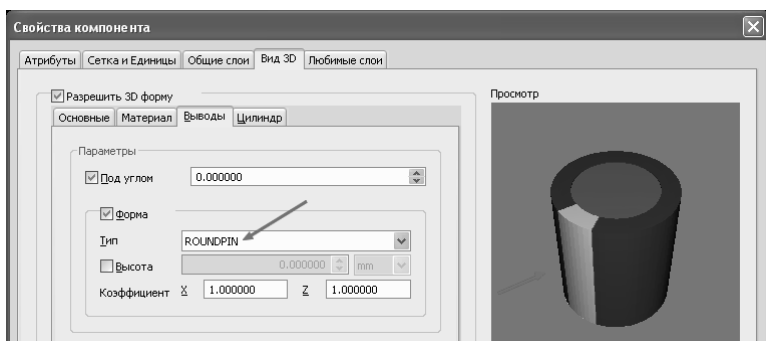 Свойства компонента
Атрибуты Сетка и Единицы Общие слои Вид 3D Любимые слои
Разрешить 3D форму
Просмотр
Основные Материал Выводы Цилиндр
Параметры
Под углом 0.000000
Форма
Тип ROUNDPIN
Высота 0.000000 mm
Коэффициент X 1.000000 Z 1.000000